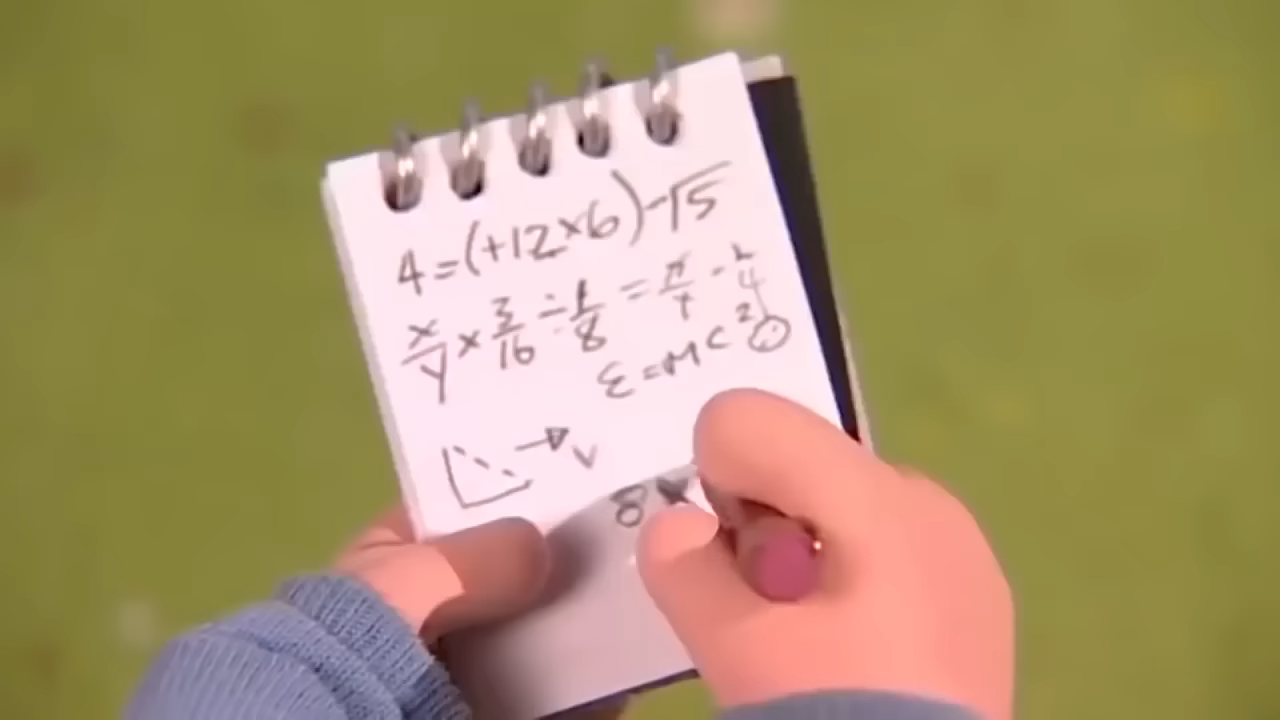 4=(+12×6)-√5
x/y × 3/16 ÷ 1/8 = π/4 - 2/4
E=MC²
V
8